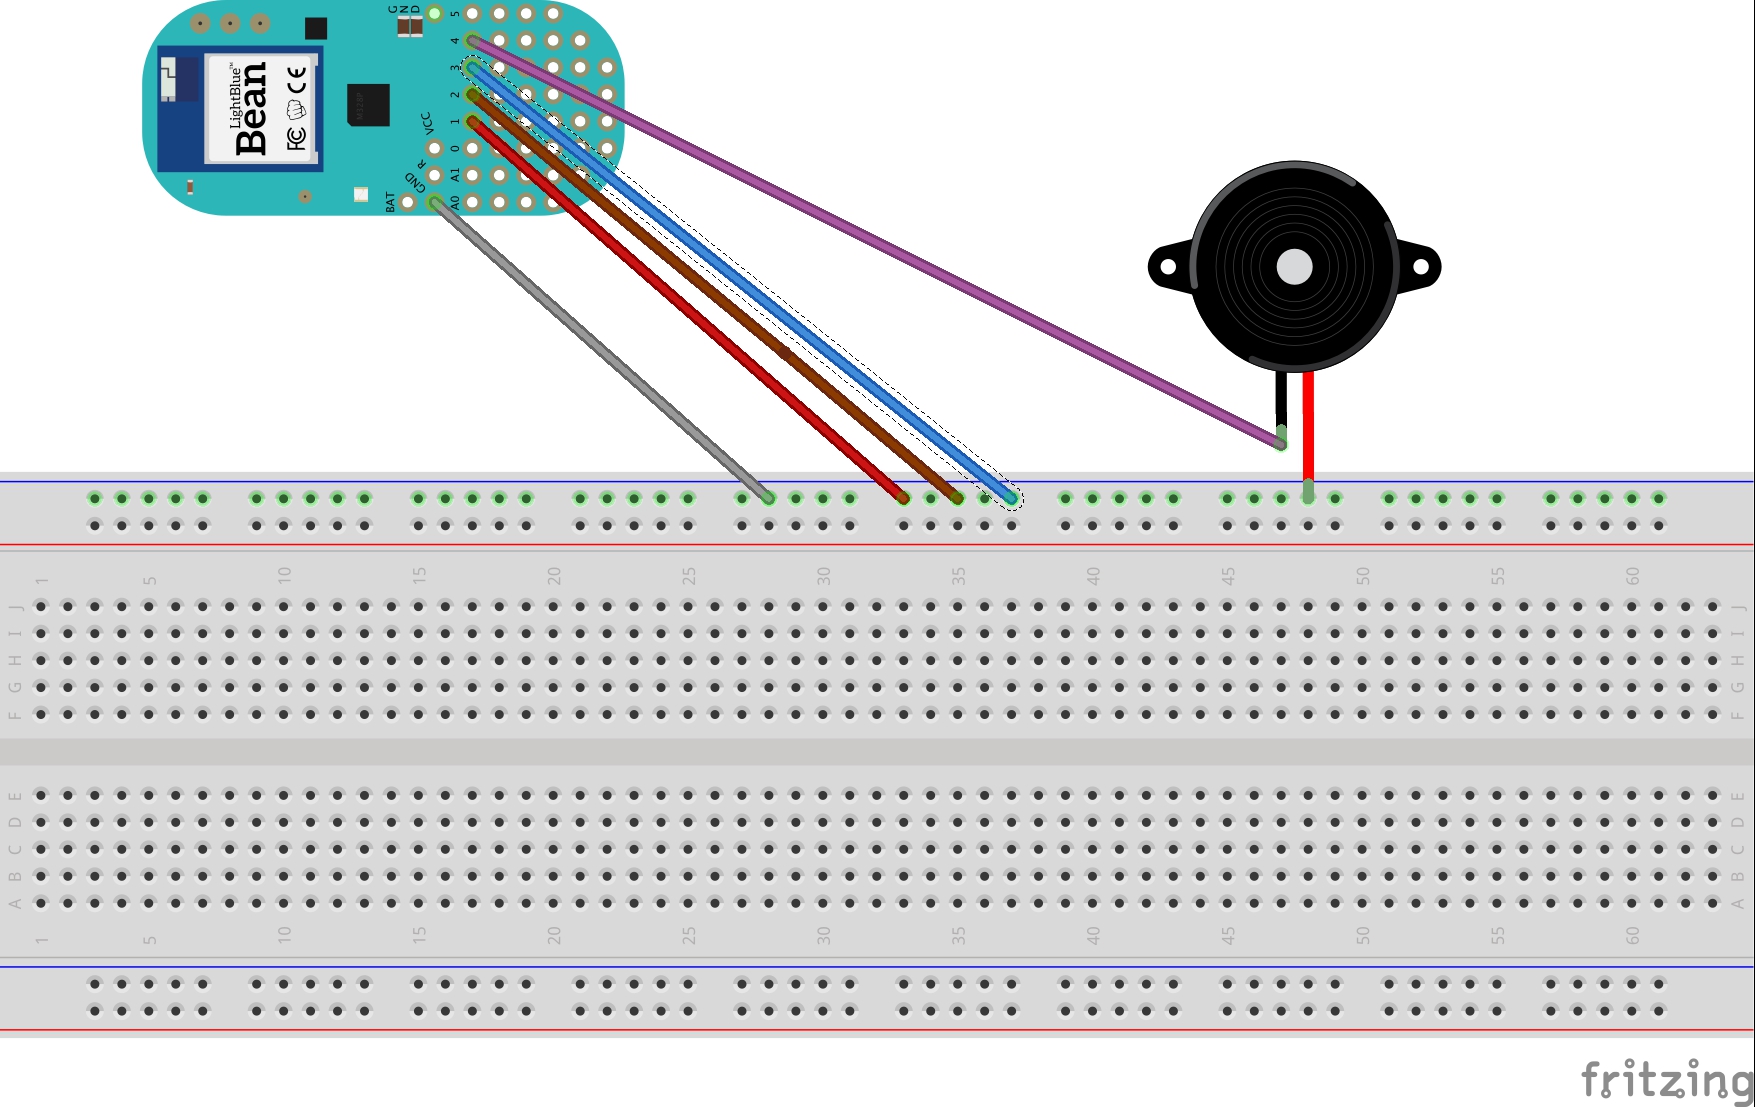 GND
5
4
3
2
1
0
A1
A0
VCC
R
GND
BAT
LightBlue™
Bean
FC CE
M328P
1 5 10 15 20 25 30 35 40 45 50 55 60
J J
I I
H H
G G
F F
E E
D D
C C
B B
A A
1 5 10 15 20 25 30 35 40 45 50 55 60
fritzing